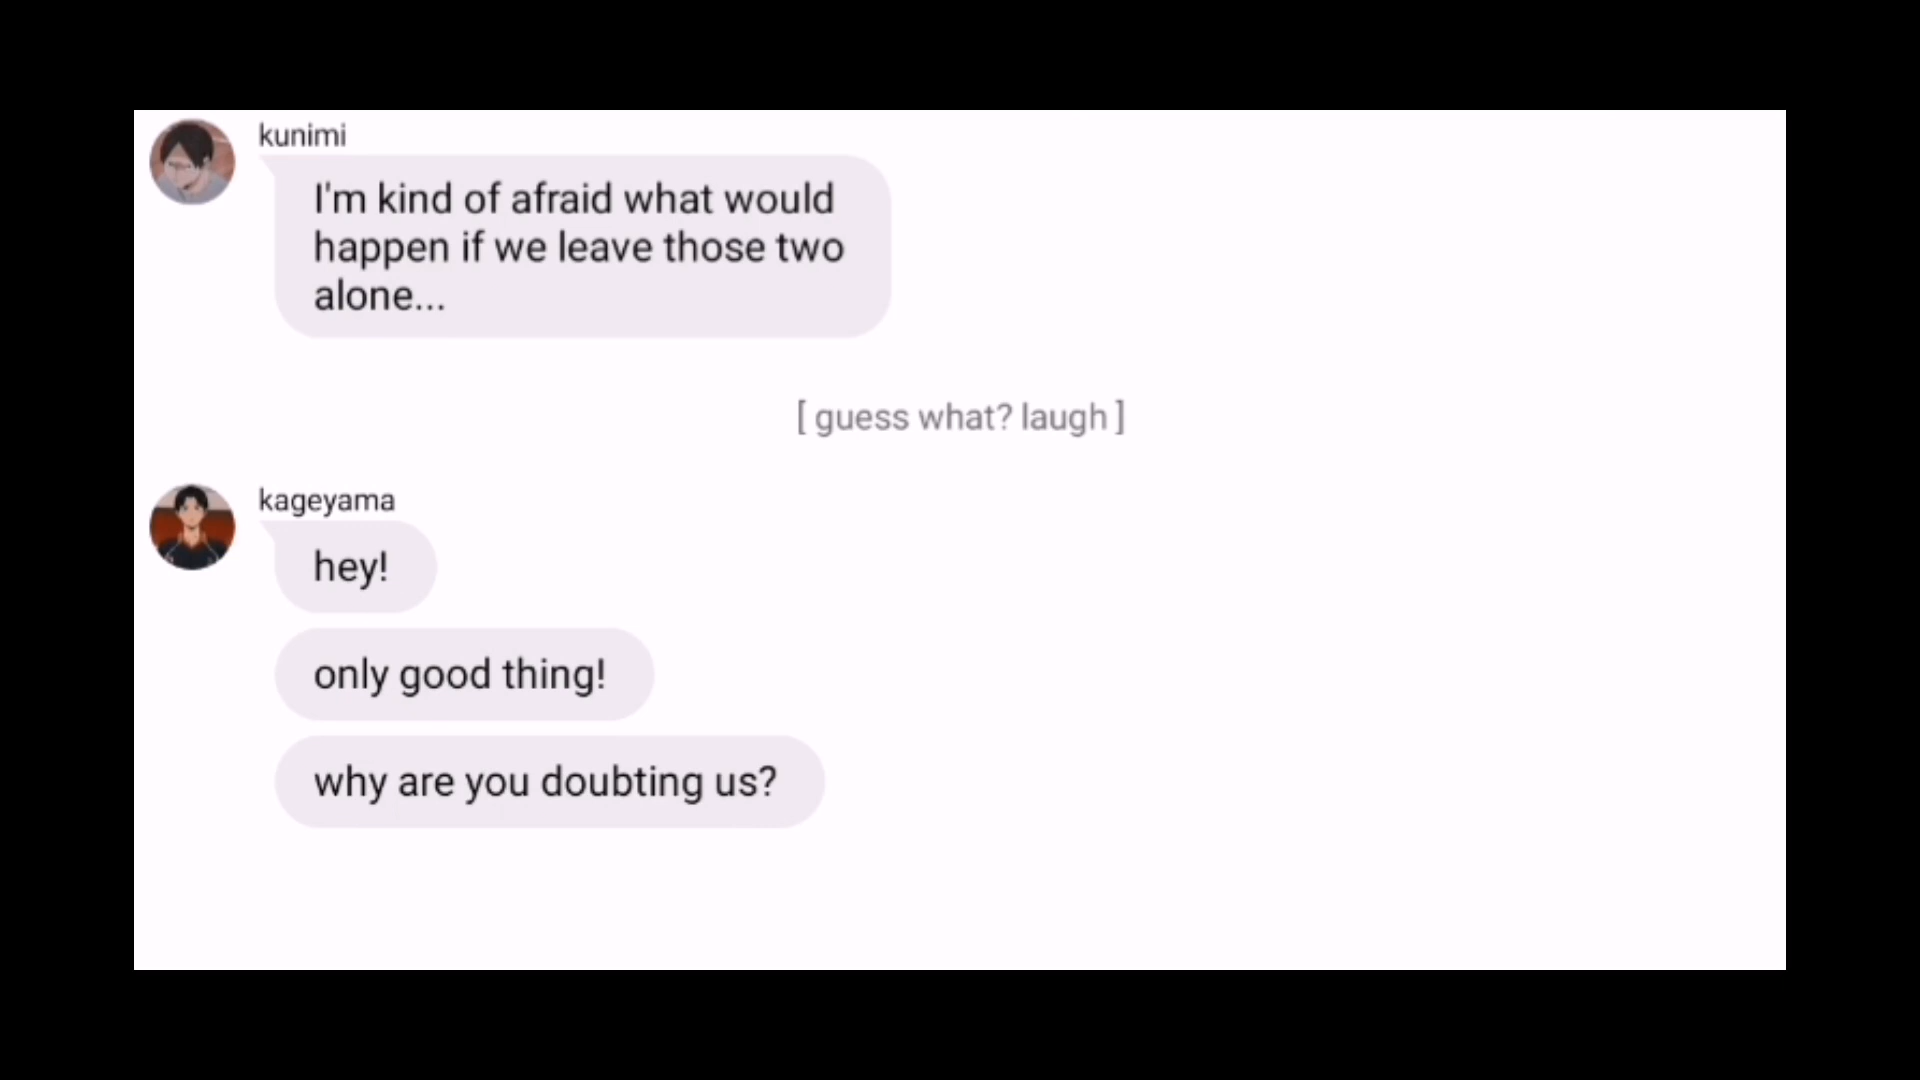 kunimi
I'm kind of afraid what would
happen if we leave those two
alone...
[ guess what? laugh ]
kageyama
hey!
only good thing!
why are you doubting us?